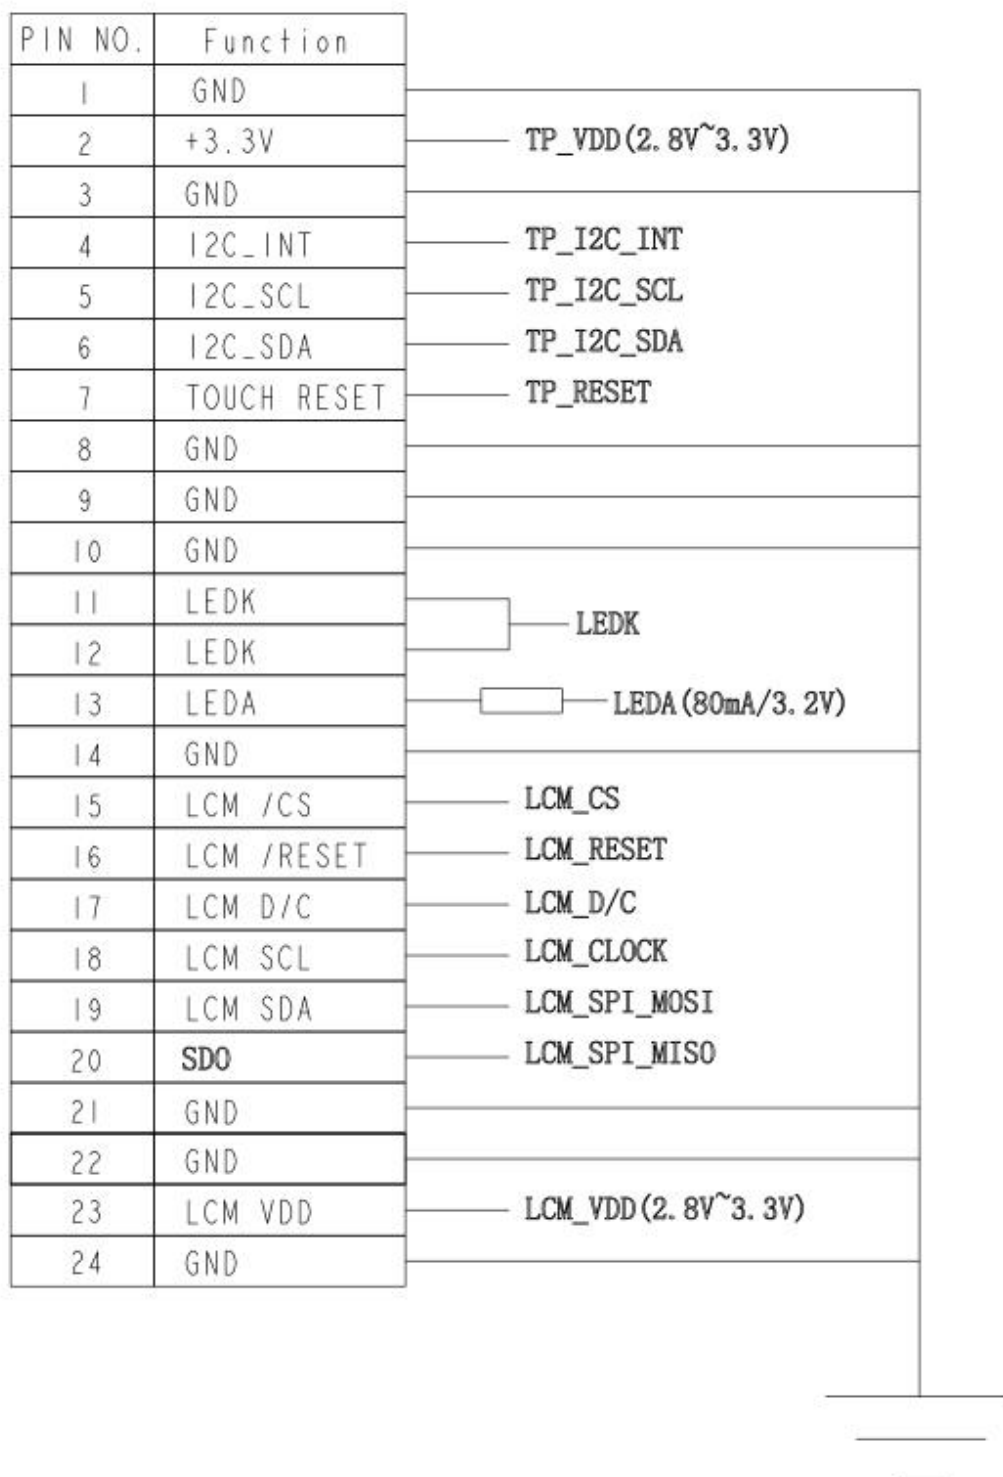 PIN NO. Function
1 GND
2 +3.3V TP_VDD(2.8V~3.3V)
3 GND
4 I2C_INT TP_I2C_INT
5 I2C_SCL TP_I2C_SCL
6 I2C_SDA TP_I2C_SDA
7 TOUCH RESET TP_RESET
8 GND
9 GND
10 GND
11 LEDK
LEDK
12 LEDK
13 LEDA LEDA(80mA/3.2V)
14 GND
15 LCM /CS LCM_CS
16 LCM /RESET LCM_RESET
17 LCM D/C LCM_D/C
18 LCM SCL LCM_CLOCK
19 LCM SDA LCM_SPI_MOSI
20 SDO LCM_SPI_MISO
21 GND
22 GND
23 LCM VDD LCM_VDD(2.8V~3.3V)
24 GND